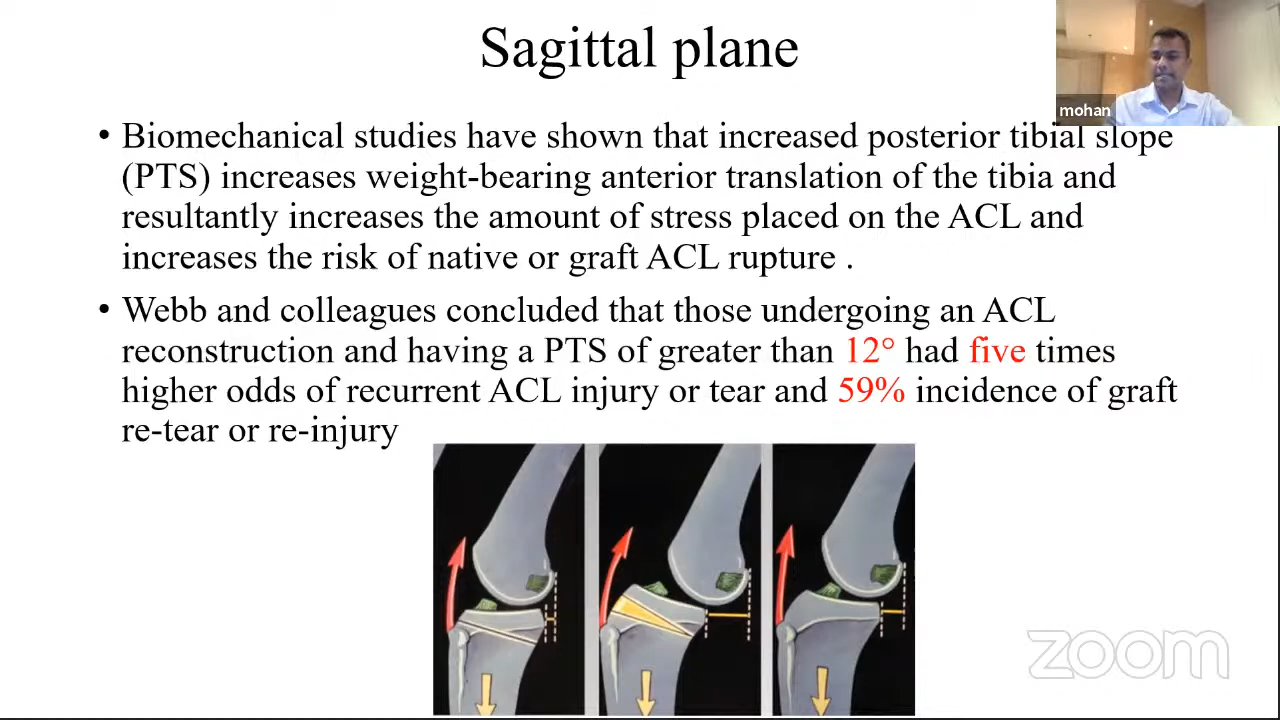 Sagittal plane
mohan
• Biomechanical studies have shown that increased posterior tibial slope
(PTS) increases weight-bearing anterior translation of the tibia and
resultantly increases the amount of stress placed on the ACL and
increases the risk of native or graft ACL rupture .
• Webb and colleagues concluded that those undergoing an ACL
reconstruction and having a PTS of greater than 12° had five times
higher odds of recurrent ACL injury or tear and 59% incidence of graft
re-tear or re-injury
zoom